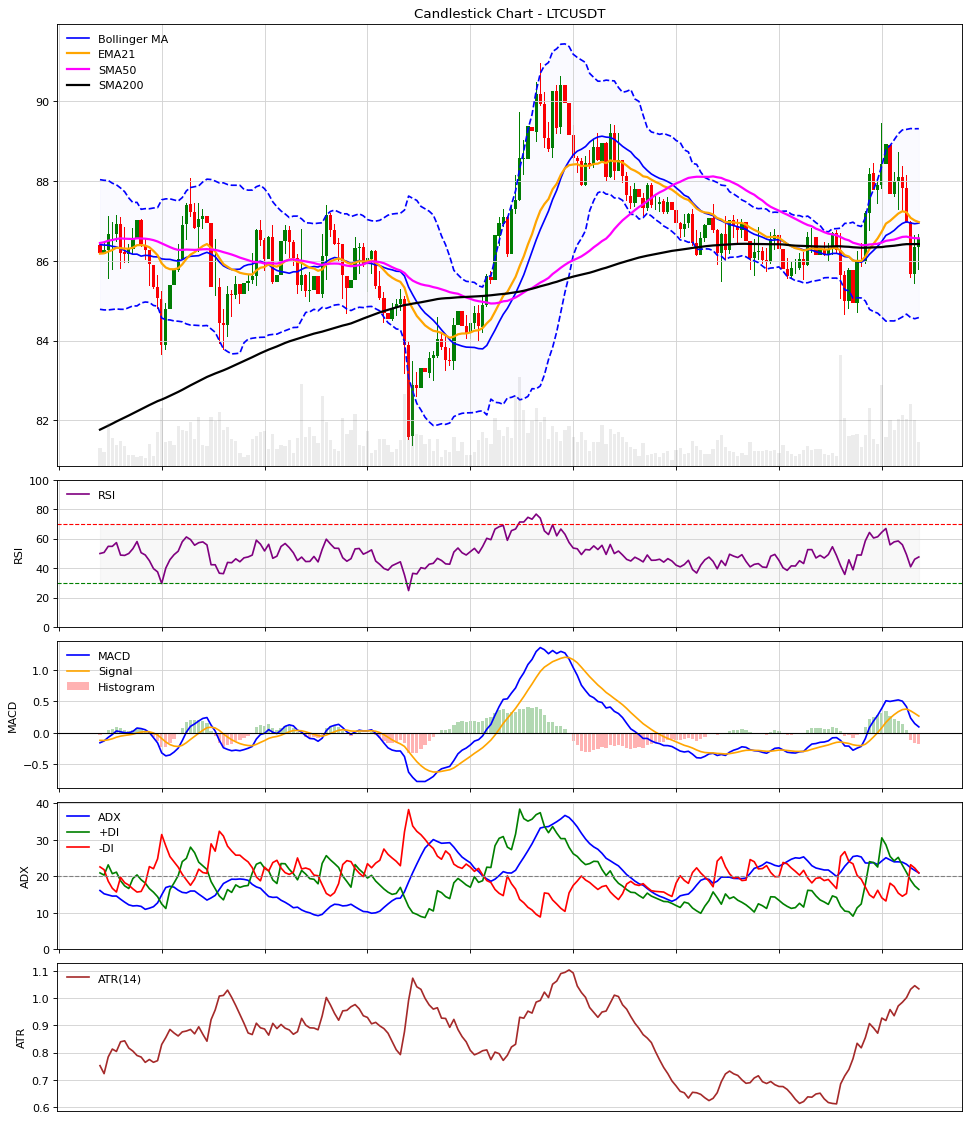 Candlestick Chart - LTCUSDT
Bollinger MA
EMA21
SMA50
SMA200
90
88
86
84
82
RSI
RSI
100
80
60
40
20
0
MACD
Signal
Histogram
MACD
1.0
0.5
0.0
−0.5
ADX
+DI
-DI
ADX
40
30
20
10
0
ATR(14)
ATR
1.1
1.0
0.9
0.8
0.7
0.6